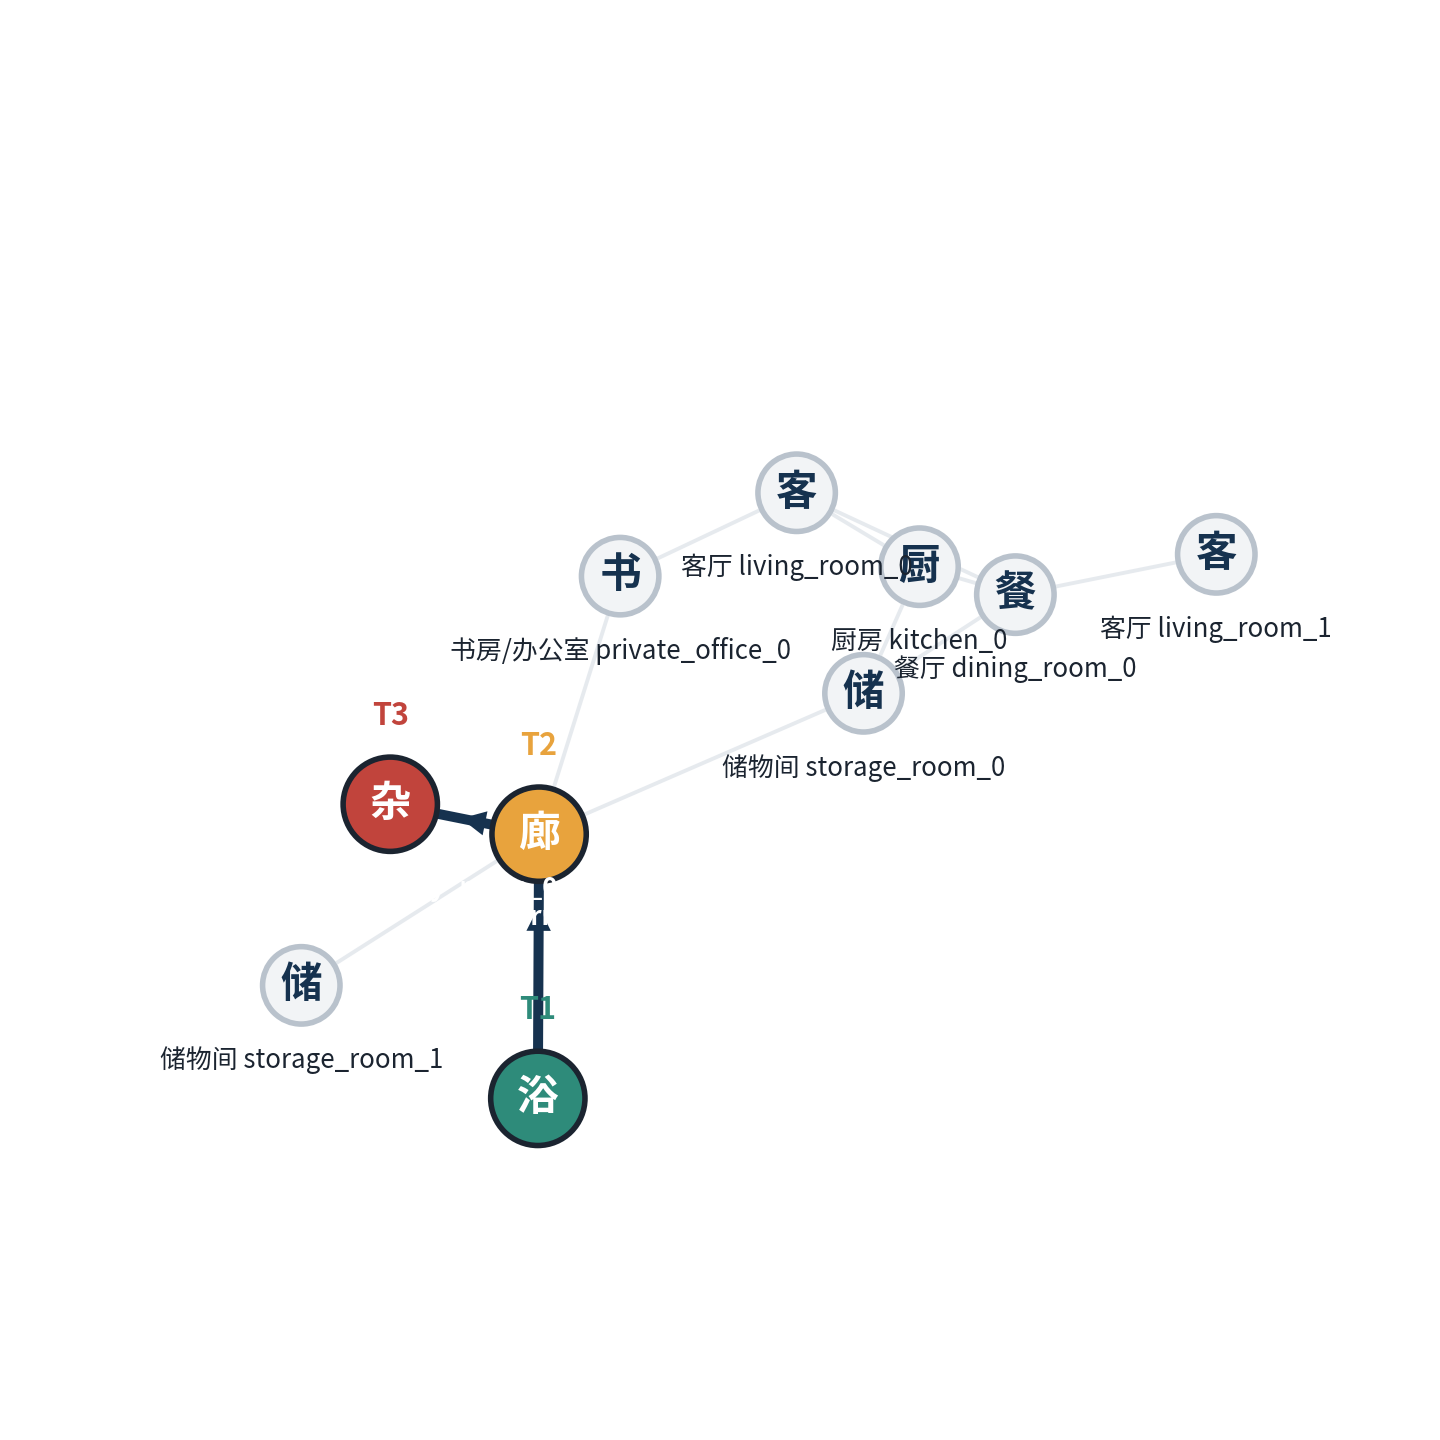 客
客厅 living_room_0
厨
厨房 kitchen_0
餐
餐厅 dining_room_0
客
客厅 living_room_1
书
书房/办公室 private_office_0
储
储物间 storage_room_0
T3
杂
T2
廊
储
储物间 storage_room_1
T1
浴